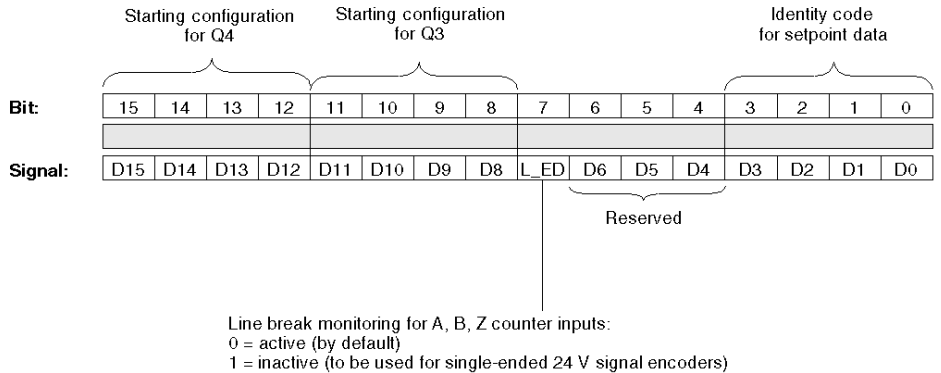 Starting configuration for Q4
Starting configuration for Q3
Identity code for setpoint data
Bit: 15 14 13 12 11 10 9 8 7 6 5 4 3 2 1 0
Signal: D15 D14 D13 D12 D11 D10 D9 D8 L_ED D6 D5 D4 D3 D2 D1 D0
Reserved
Line break monitoring for A, B, Z counter inputs:
0 = active (by default)
1 = inactive (to be used for single-ended 24 V signal encoders)